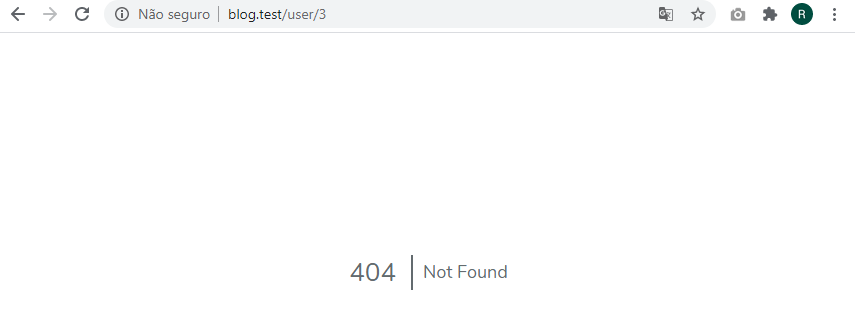 Não seguro | blog.test/user/3 R
404 | Not Found